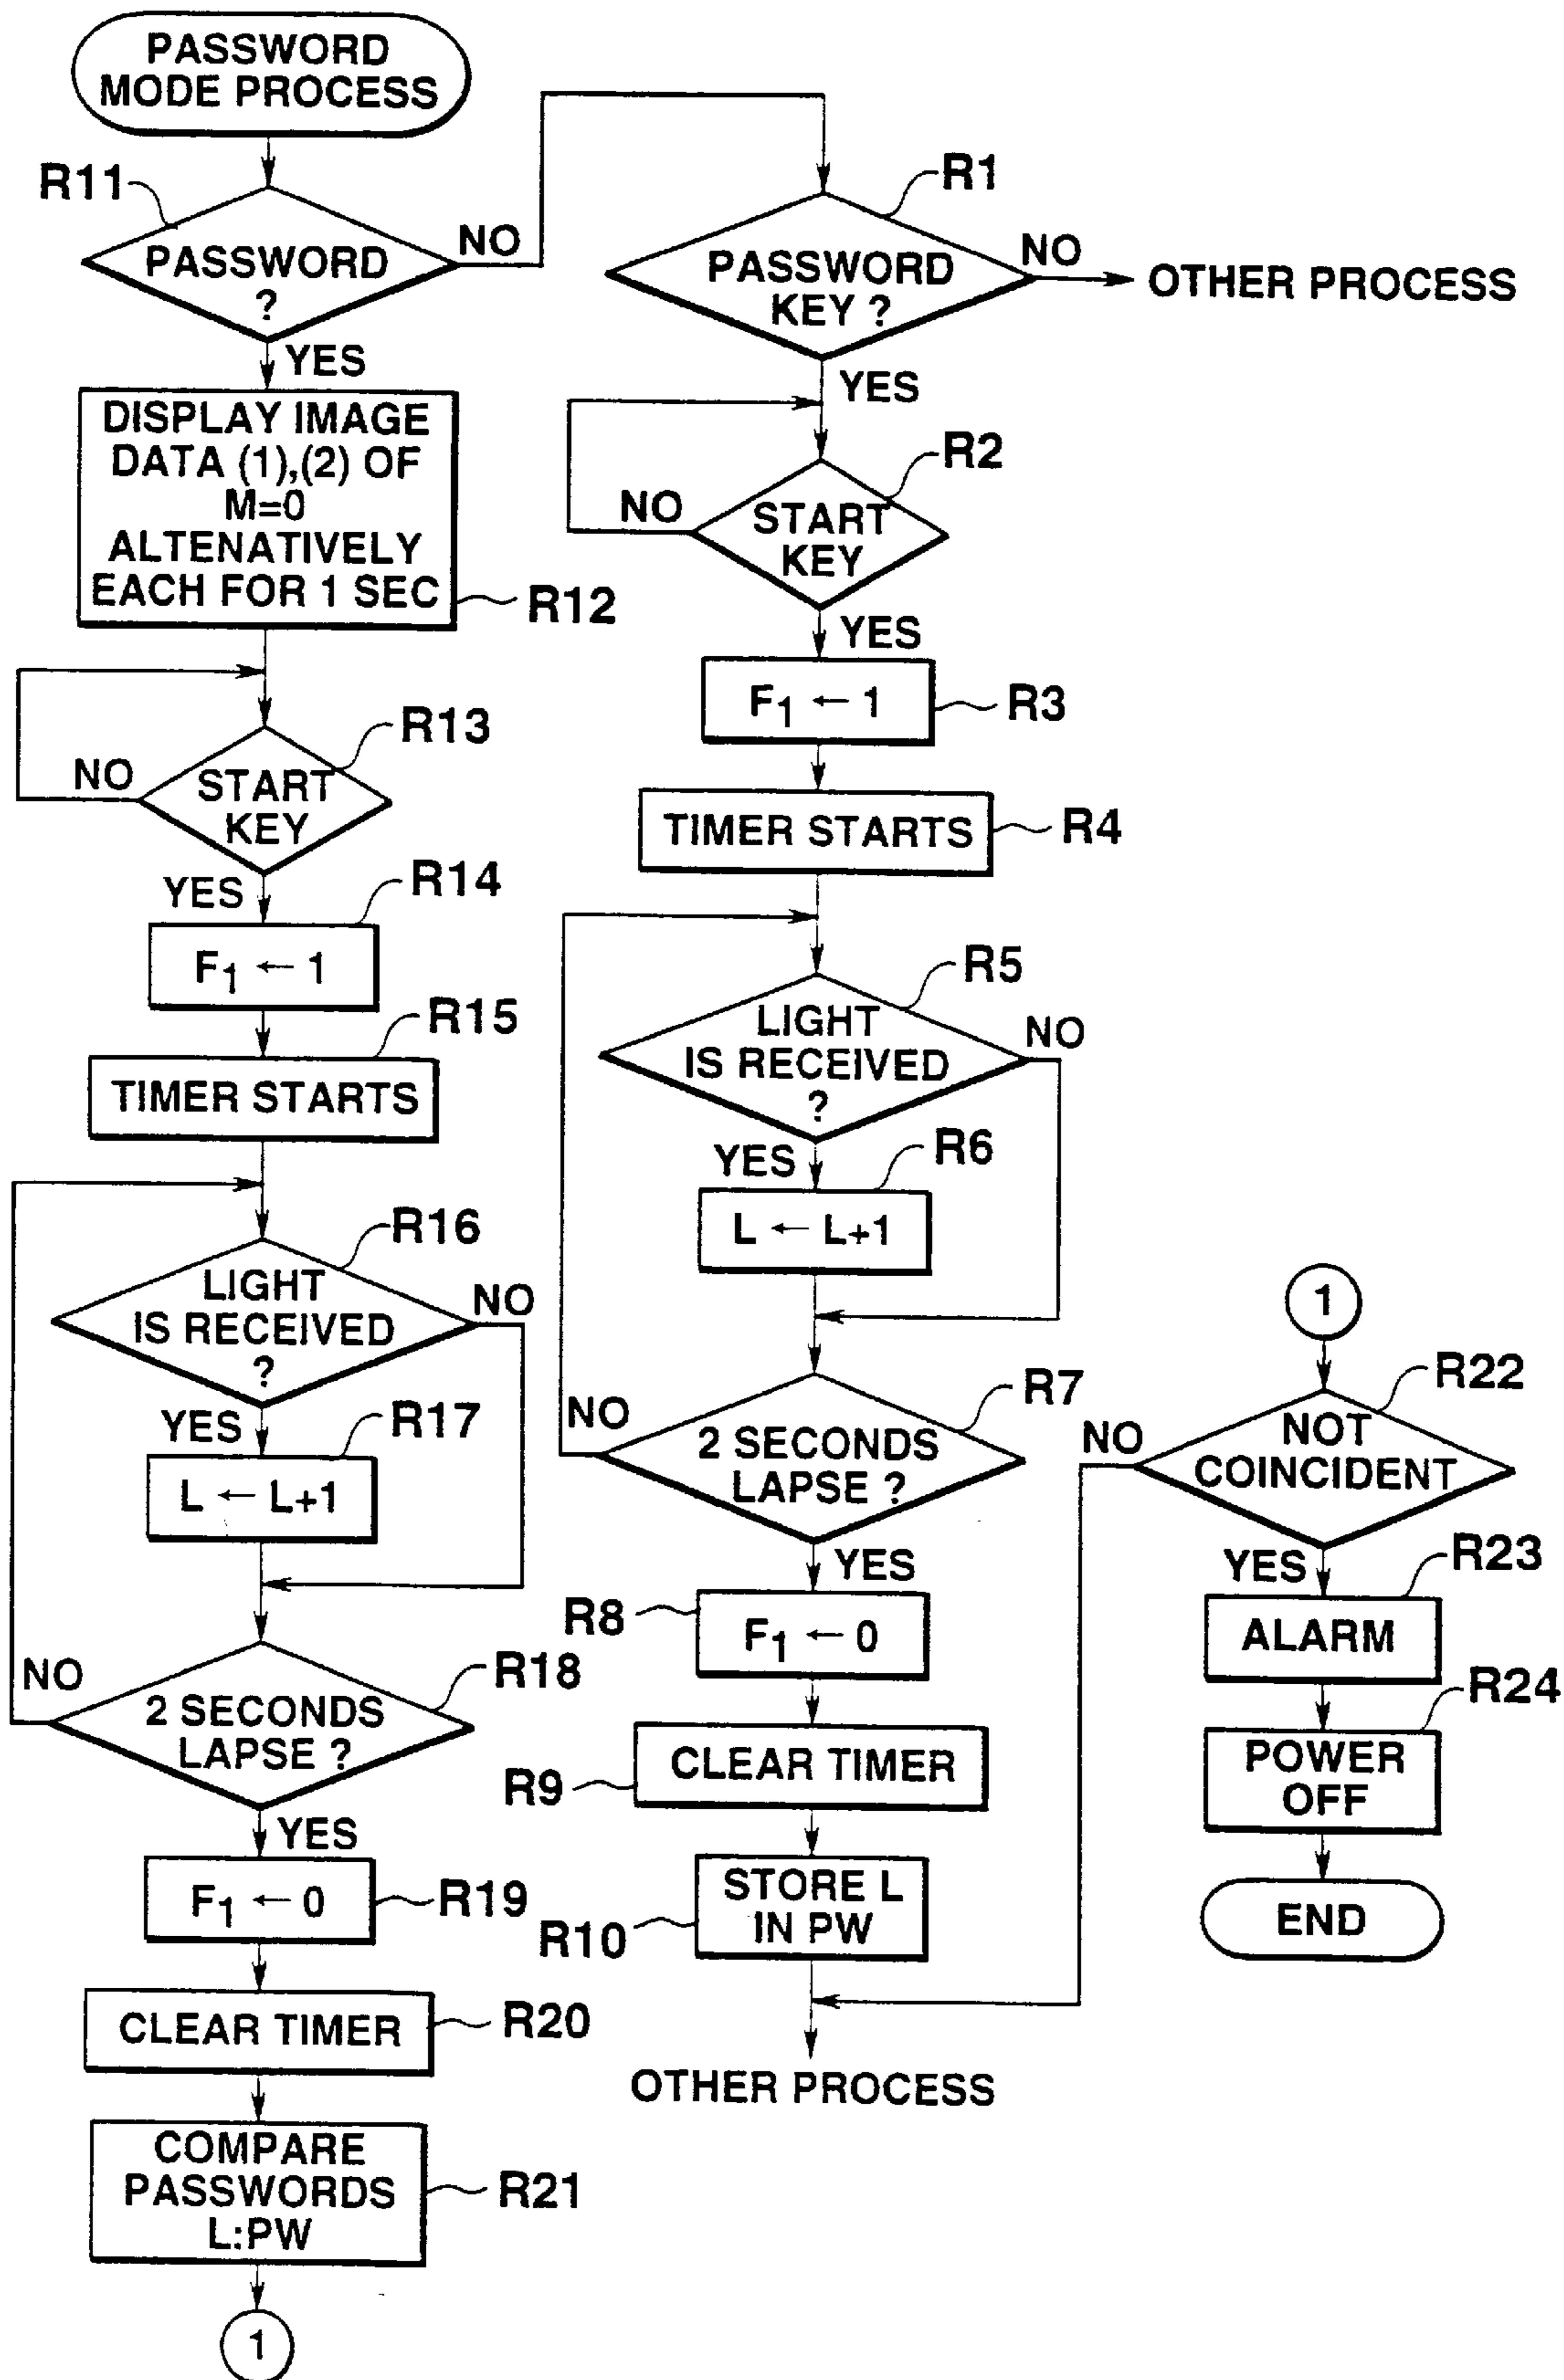 PASSWORD
MODE PROCESS
R11
PASSWORD
?
NO
YES
DISPLAY IMAGE
DATA (1),(2) OF
M=0
ALTENATIVELY
EACH FOR 1 SEC
R12
R13
START
KEY
NO
YES
R14
F1 ← 1
R15
TIMER STARTS
R16
LIGHT
IS RECEIVED
?
NO
YES
R17
L ← L+1
R18
2 SECONDS
LAPSE ?
NO
YES
F1 ← 0
R19
CLEAR TIMER
R20
COMPARE
PASSWORDS
L:PW
R21
1
R1
PASSWORD
KEY ?
NO
OTHER PROCESS
YES
R2
START
KEY
NO
YES
F1 ← 1
R3
TIMER STARTS
R4
R5
LIGHT
IS RECEIVED
?
NO
YES
R6
L ← L+1
R7
2 SECONDS
LAPSE ?
NO
YES
R8
F1 ← 0
CLEAR TIMER
R9
STORE L
IN PW
R10
OTHER PROCESS
1
R22
NOT
COINCIDENT
NO
YES
R23
ALARM
R24
POWER
OFF
END